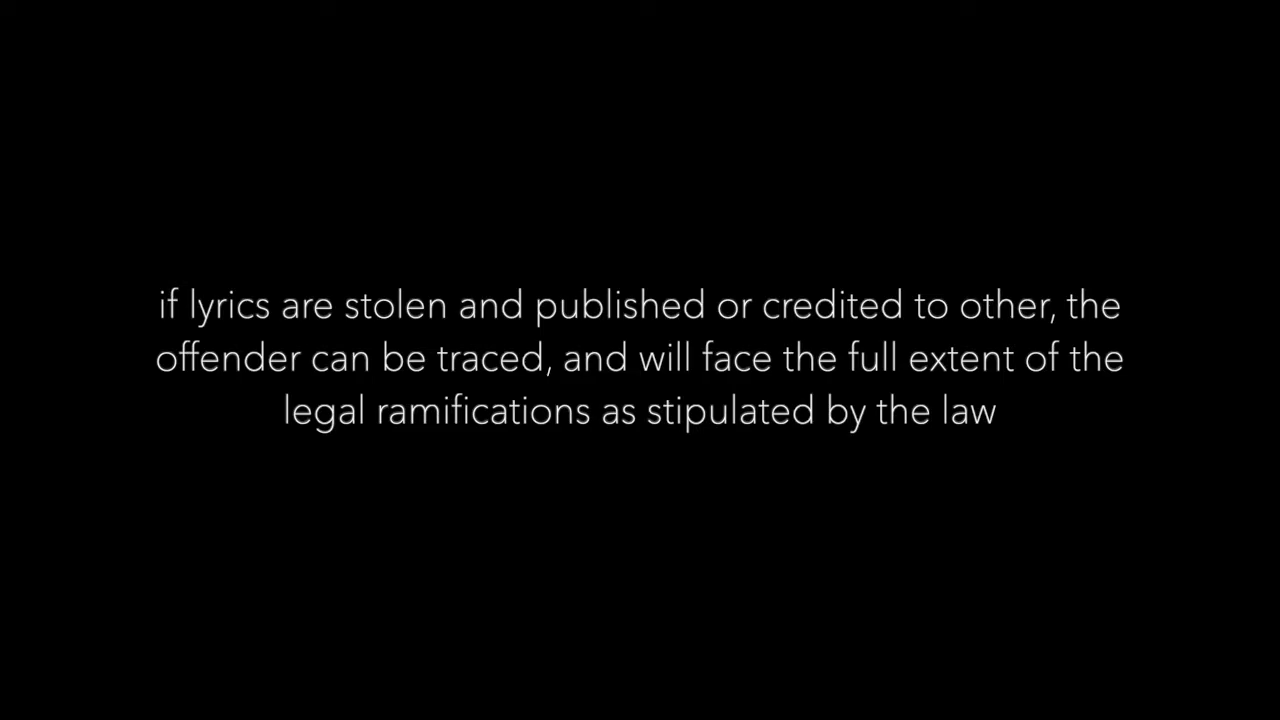 if lyrics are stolen and published or credited to other, the
offender can be traced, and will face the full extent of the
legal ramifications as stipulated by the law